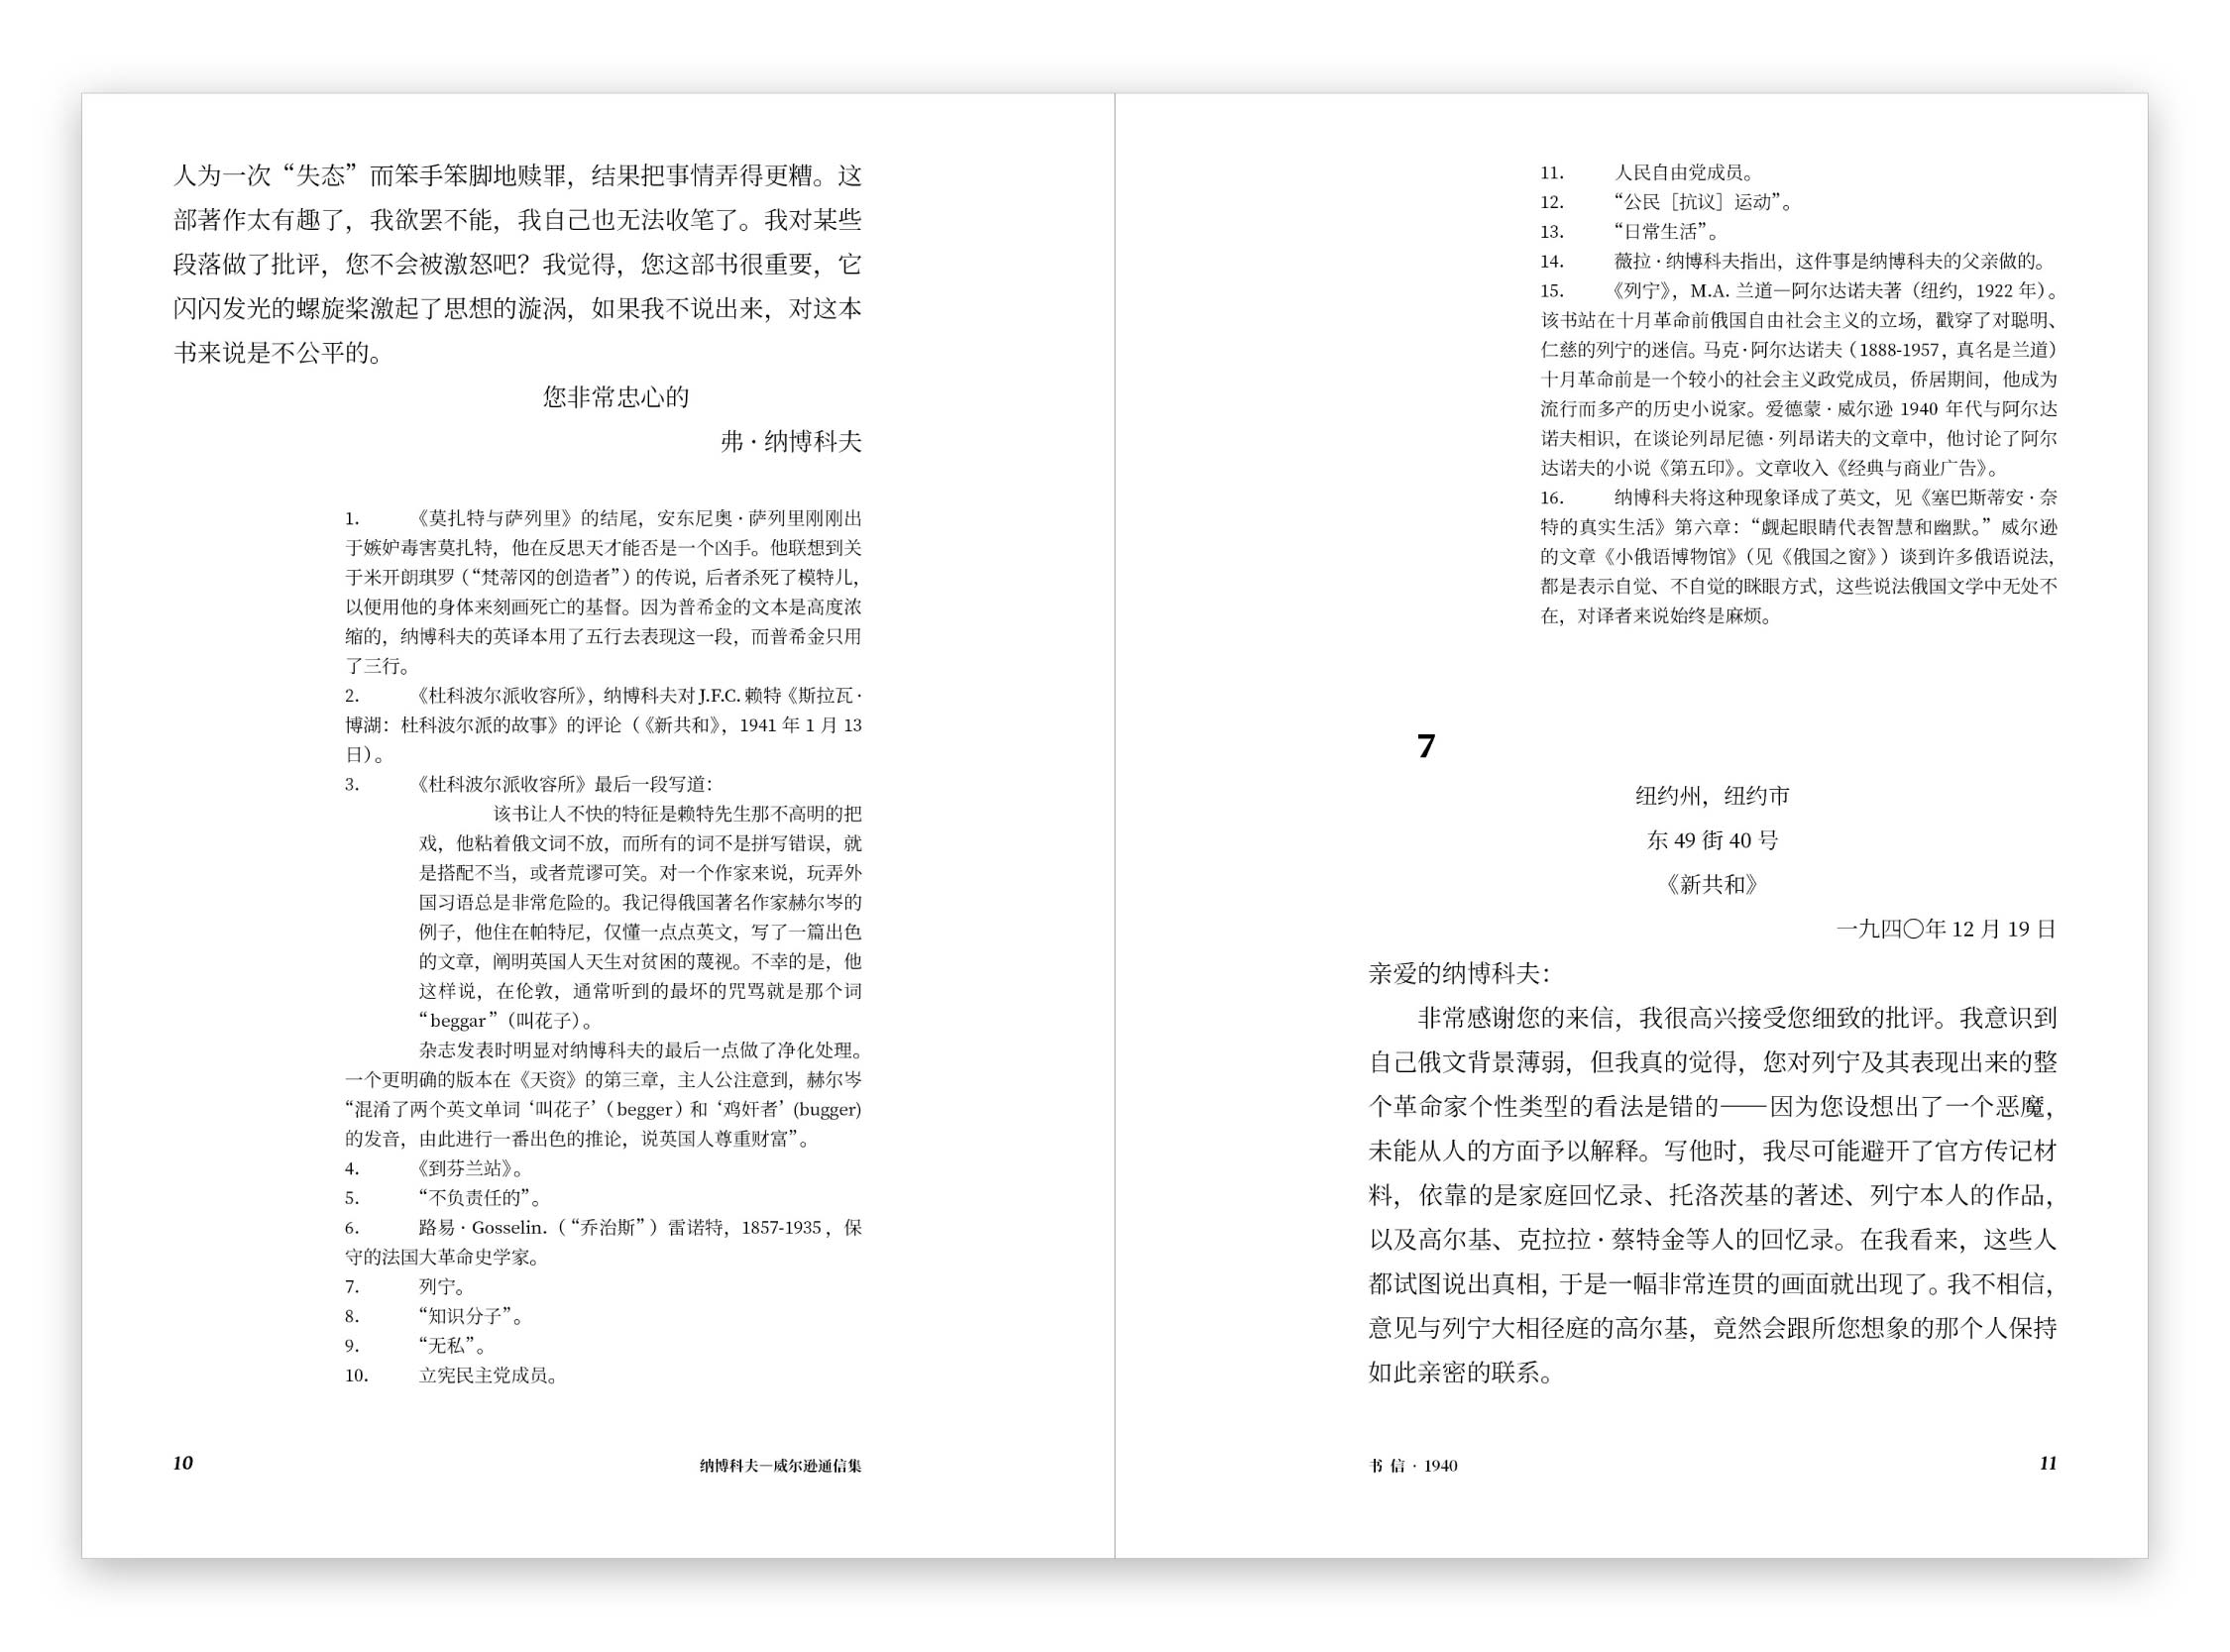 人为一次“失态”而笨手笨脚地赎罪，结果把事情弄得更糟。这
部著作太有趣了，我欲罢不能，我自己也无法收笔了。我对某些
段落做了批评，您不会被激怒吧？我觉得，您这部书很重要，它
闪闪发光的螺旋桨激起了思想的漩涡，如果我不说出来，对这本
书来说是不公平的。
您非常忠心的
弗·纳博科夫
1. 《莫扎特与萨列里》的结尾，安东尼奥·萨列里刚刚出
于嫉妒毒害莫扎特，他在反思天才能否是一个凶手。他联想到关
于米开朗琪罗（“梵蒂冈的创造者”）的传说，后者杀死了模特儿，
以便用他的身体来刻画死亡的基督。因为普希金的文本是高度浓
缩的，纳博科夫的英译本用了五行去表现这一段，而普希金只用
了三行。
2. 《杜科波尔派收容所》，纳博科夫对 J.F.C. 赖特《斯拉瓦·
博湖：杜科波尔派的故事》的评论（《新共和》，1941 年 1 月 13
日）。
3. 《杜科波尔派收容所》最后一段写道：
该书让人不快的特征是赖特先生那不高明的把
戏，他粘着俄文词不放，而所有的词不是拼写错误，就
是搭配不当，或者荒谬可笑。对一个作家来说，玩弄外
国习语总是非常危险的。我记得俄国著名作家赫尔岑的
例子，他住在帕特尼，仅懂一点点英文，写了一篇出色
的文章，阐明英国人天生对贫困的蔑视。不幸的是，他
这样说，在伦敦，通常听到的最坏的咒骂就是那个词
“beggar”（叫花子）。
杂志发表时明显对纳博科夫的最后一点做了净化处理。
一个更明确的版本在《天资》的第三章，主人公注意到，赫尔岑
“混淆了两个英文单词‘叫花子’（begger）和‘鸡奸者’(bugger)
的发音，由此进行一番出色的推论，说英国人尊重财富”。
4. 《到芬兰站》。
5. “不负责任的”。
6. 路易·Gosselin.（“乔治斯”）雷诺特，1857-1935，保
守的法国大革命史学家。
7. 列宁。
8. “知识分子”。
9. “无私”。
10. 立宪民主党成员。
10
纳博科夫—威尔逊通信集
11. 人民自由党成员。
12. “公民［抗议］运动”。
13. “日常生活”。
14. 薇拉·纳博科夫指出，这件事是纳博科夫的父亲做的。
15. 《列宁》，M.A. 兰道—阿尔达诺夫著（纽约，1922 年）。
该书站在十月革命前俄国自由社会主义的立场，戳穿了对聪明、
仁慈的列宁的迷信。马克·阿尔达诺夫（1888-1957，真名是兰道）
十月革命前是一个较小的社会主义政党成员，侨居期间，他成为
流行而多产的历史小说家。爱德蒙·威尔逊 1940 年代与阿尔达
诺夫相识，在谈论列昂尼德·列昂诺夫的文章中，他讨论了阿尔
达诺夫的小说《第五印》。文章收入《经典与商业广告》。
16. 纳博科夫将这种现象译成了英文，见《塞巴斯蒂安·奈
特的真实生活》第六章：“觑起眼睛代表智慧和幽默。”威尔逊
的文章《小俄语博物馆》（见《俄国之窗》）谈到许多俄语说法，
都是表示自觉、不自觉的眯眼方式，这些说法俄国文学中无处不
在，对译者来说始终是麻烦。
7
纽约州，纽约市
东 49 街 40 号
《新共和》
一九四〇年 12 月 19 日
亲爱的纳博科夫：
非常感谢您的来信，我很高兴接受您细致的批评。我意识到
自己俄文背景薄弱，但我真的觉得，您对列宁及其表现出来的整
个革命家个性类型的看法是错的——因为您设想出了一个恶魔，
未能从人的方面予以解释。写他时，我尽可能避开了官方传记材
料，依靠的是家庭回忆录、托洛茨基的著述、列宁本人的作品，
以及高尔基、克拉拉·蔡特金等人的回忆录。在我看来，这些人
都试图说出真相，于是一幅非常连贯的画面就出现了。我不相信，
意见与列宁大相径庭的高尔基，竟然会跟所您想象的那个人保持
如此亲密的联系。
书 信 · 1940
11